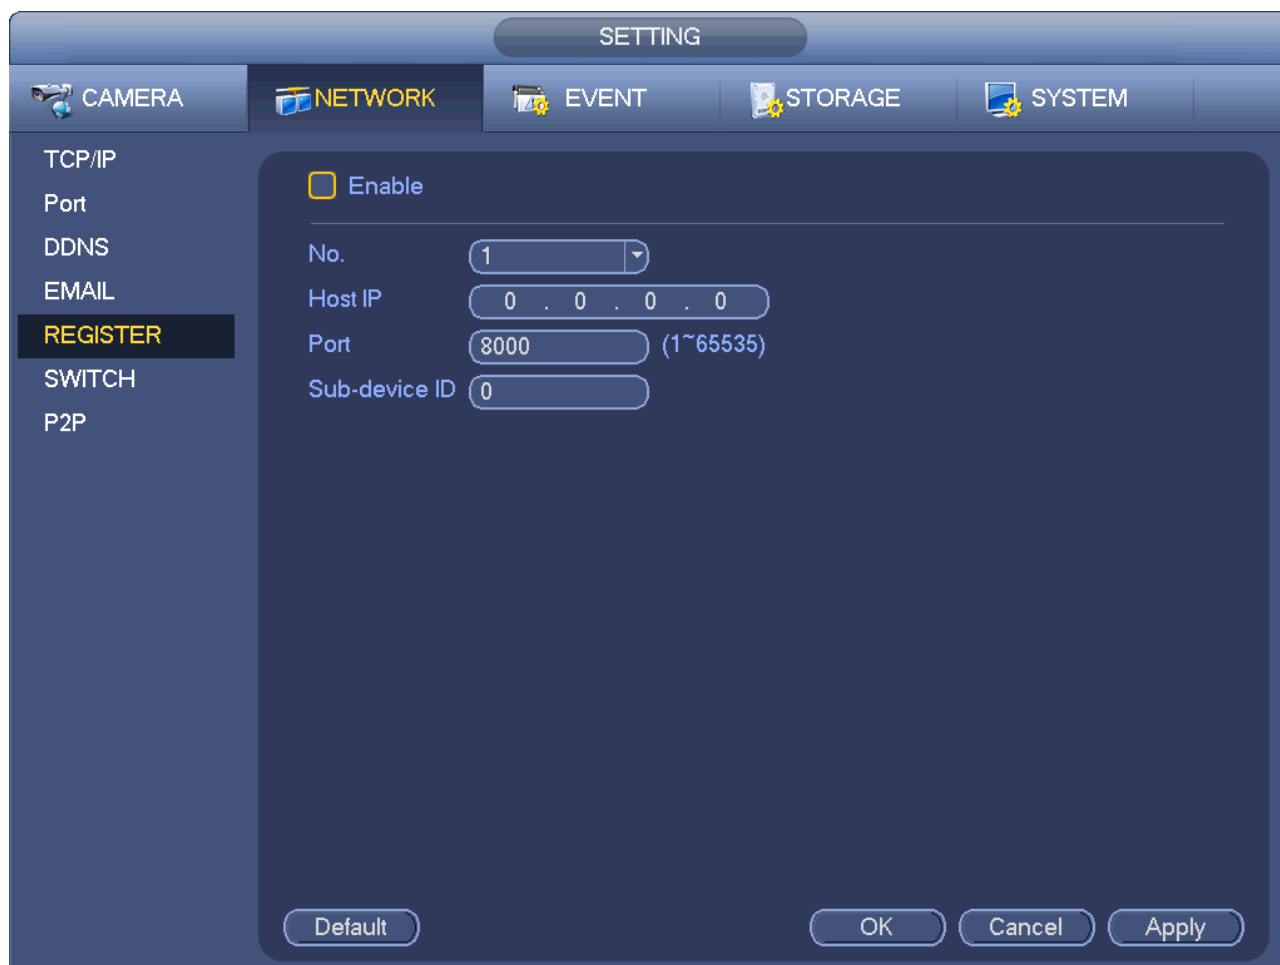 SETTING
CAMERA NETWORK EVENT STORAGE SYSTEM
TCP/IP
Port
DDNS
EMAIL
REGISTER
SWITCH
P2P
Enable
No. 1
Host IP 0 . 0 . 0 . 0
Port 8000 (1~65535)
Sub-device ID 0
Default OK Cancel Apply